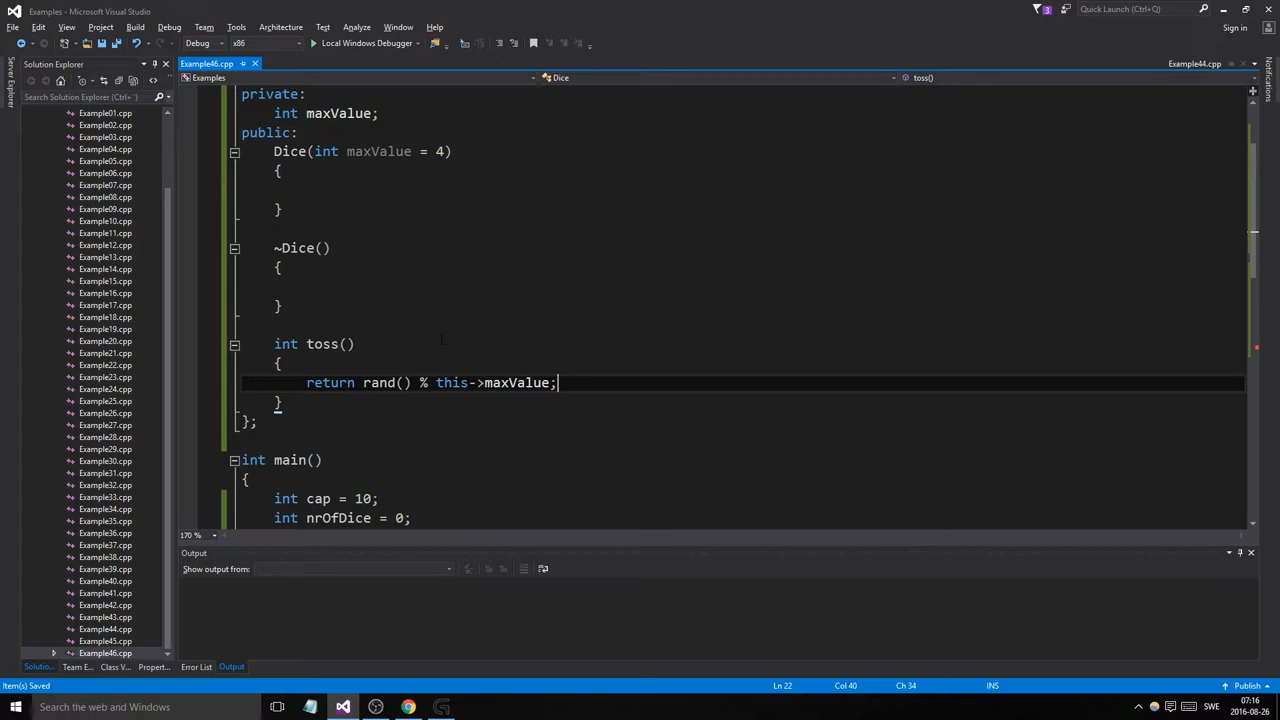 Examples - Microsoft Visual Studio
3
Quick Launch (Ctrl+Q)
File Edit View Project Build Debug Team Tools Architecture Test Analyze Window Help
Sign in
Debug x86 Local Windows Debugger
Server Explorer
Solution Explorer
Example46.cpp
Example44.cpp
Notifications
Examples Dice toss()
Search Solution Explorer (Ctrl+
Example01.cpp
Example02.cpp
Example03.cpp
Example04.cpp
Example05.cpp
Example06.cpp
Example07.cpp
Example08.cpp
Example09.cpp
Example10.cpp
Example11.cpp
Example12.cpp
Example13.cpp
Example14.cpp
Example15.cpp
Example16.cpp
Example17.cpp
Example18.cpp
Example19.cpp
Example20.cpp
Example21.cpp
Example22.cpp
Example23.cpp
Example24.cpp
Example25.cpp
Example26.cpp
Example27.cpp
Example28.cpp
Example29.cpp
Example30.cpp
Example31.cpp
Example32.cpp
Example33.cpp
Example34.cpp
Example35.cpp
Example36.cpp
Example37.cpp
Example38.cpp
Example39.cpp
Example40.cpp
Example41.cpp
Example42.cpp
Example43.cpp
Example44.cpp
Example45.cpp
Example46.cpp
Solutio... Team E... Class V... Propert...
private:
int maxValue;
public:
Dice(int maxValue = 4)
{
}
~Dice()
{
}
int toss()
{
return rand() % this->maxValue;
}
};
int main()
{
int cap = 10;
int nrOfDice = 0;
170 %
Output
Show output from:
Error List Output
Item(s) Saved
Ln 22 Col 40 Ch 34 INS
Publish
Search the web and Windows
SWE
07:16
2016-08-26